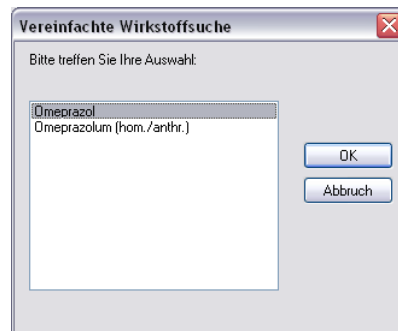 Vereinfachte Wirkstoffsuche
Bitte treffen Sie Ihre Auswahl:
Omeprazol
Omeprazolum (hom./anthr.)
OK
Abbruch